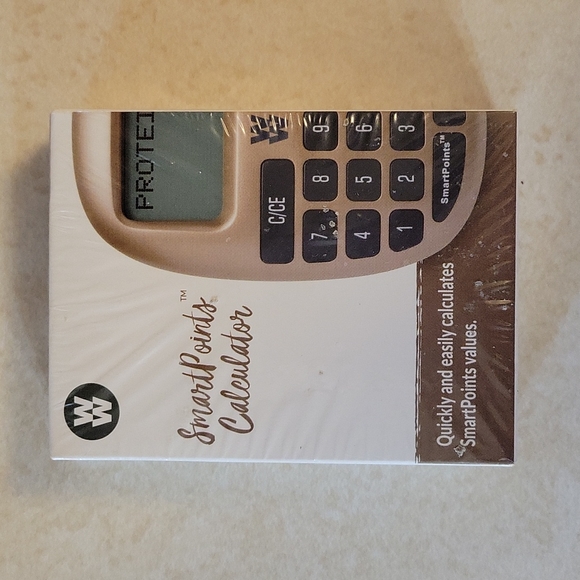 WW
SmartPoints™
Calculator
PROTEI
WW
C/CE
7 8 9
4 5 6
1 2 3
SmartPoints™
Quickly and easily calculates
SmartPoints values.